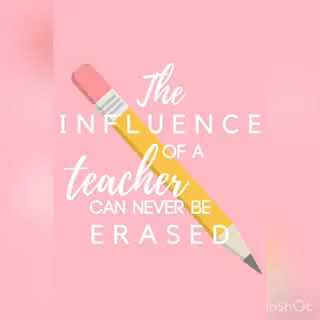 The
INFLUENCE
OF A
teacher
CAN NEVER BE
ERASED
InShOt